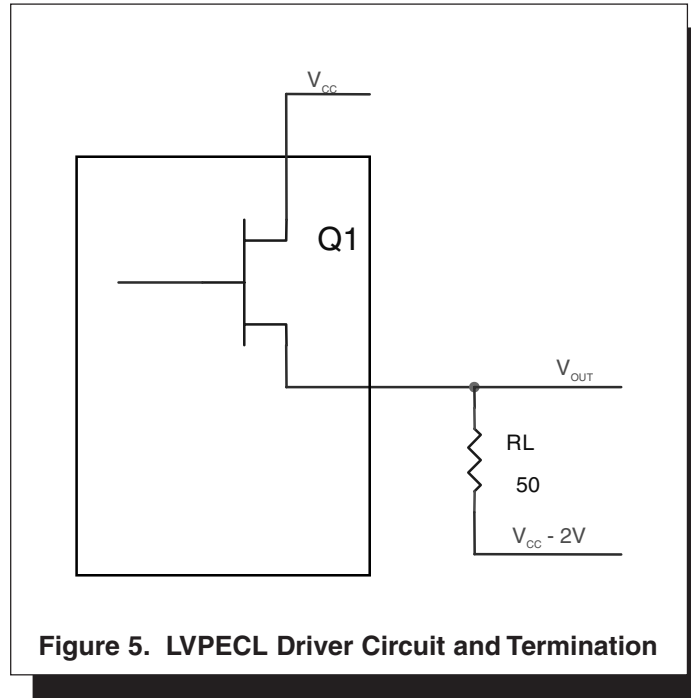 VCC
Q1
VOUT
RL
50
VCC - 2V
Figure 5. LVPECL Driver Circuit and Termination